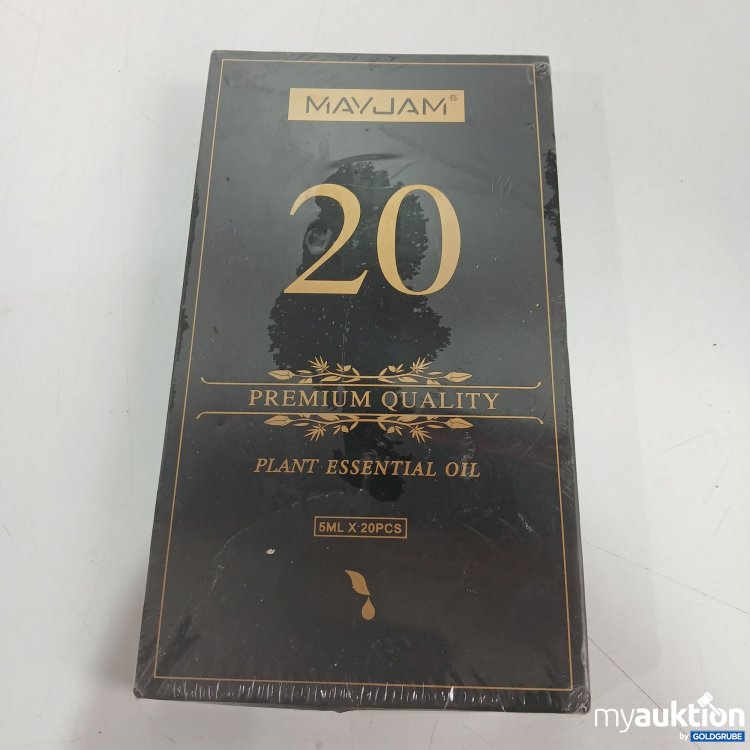 MAYJAM®
20
PREMIUM QUALITY
PLANT ESSENTIAL OIL
5ML X 20PCS
myauktion
by GOLDGRUBE